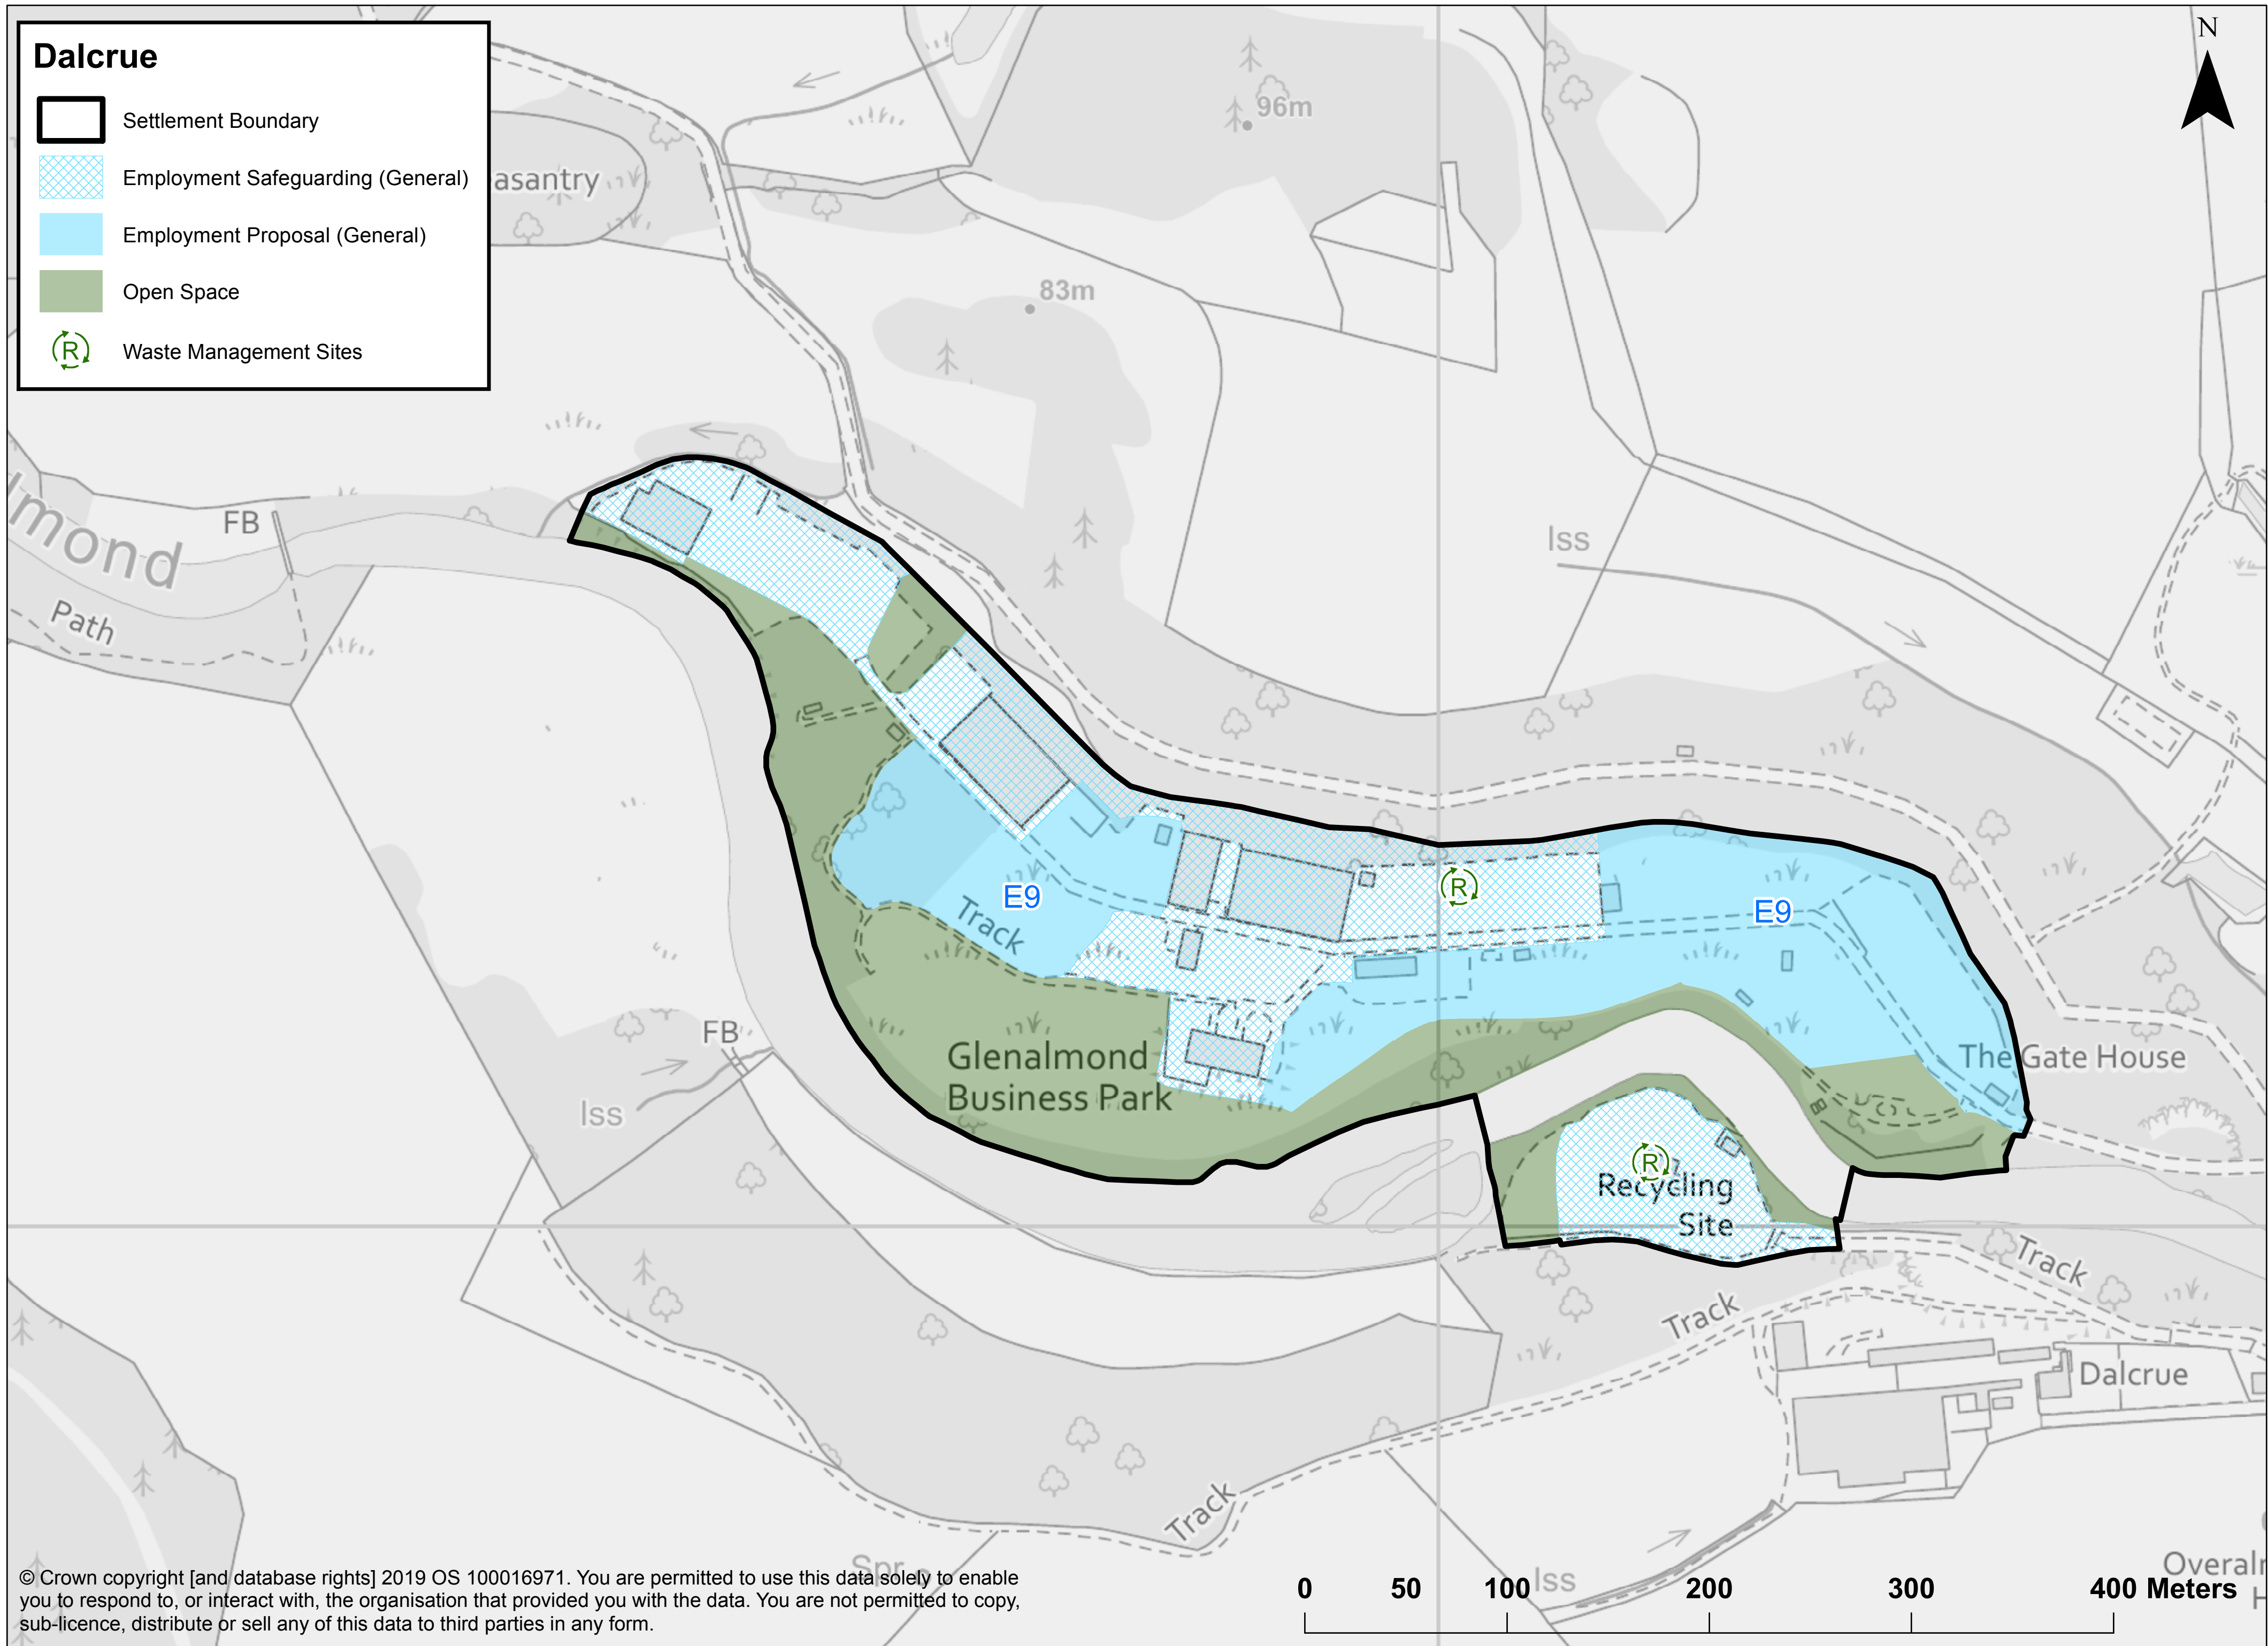 Dalcrue
Settlement Boundary
Employment Safeguarding (General)
Employment Proposal (General)
Open Space
R
Waste Management Sites
N
asantry
96m
83m
lmond
FB
Path
Iss
E9
Track
R
E9
Glenalmond
Business Park
The Gate House
FB
Iss
R
Recycling
Site
Track
Track
Dalcrue
Track
Spr
Iss
Overalm
H
© Crown copyright [and database rights] 2019 OS 100016971. You are permitted to use this data solely to enable
you to respond to, or interact with, the organisation that provided you with the data. You are not permitted to copy,
sub-licence, distribute or sell any of this data to third parties in any form.
0 50 100 200 300 400 Meters